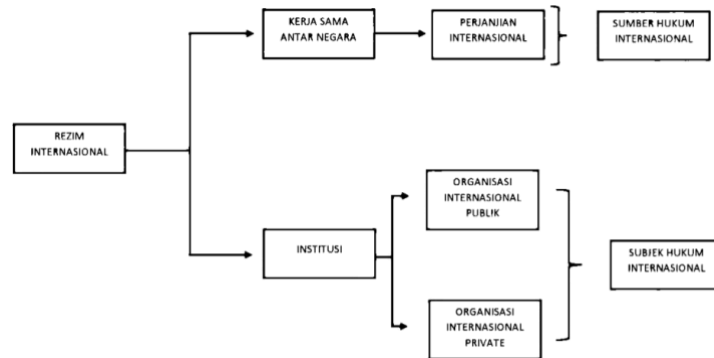 KERJA SAMA
ANTAR NEGARA
PERJANJIAN
INTERNASIONAL
SUMBER HUKUM
INTERNASIONAL
REZIM
INTERNASIONAL
ORGANISASI
INTERNASIONAL
PUBLIK
INSTITUSI
SUBJEK HUKUM
INTERNASIONAL
ORGANISASI
INTERNASIONAL
PRIVATE